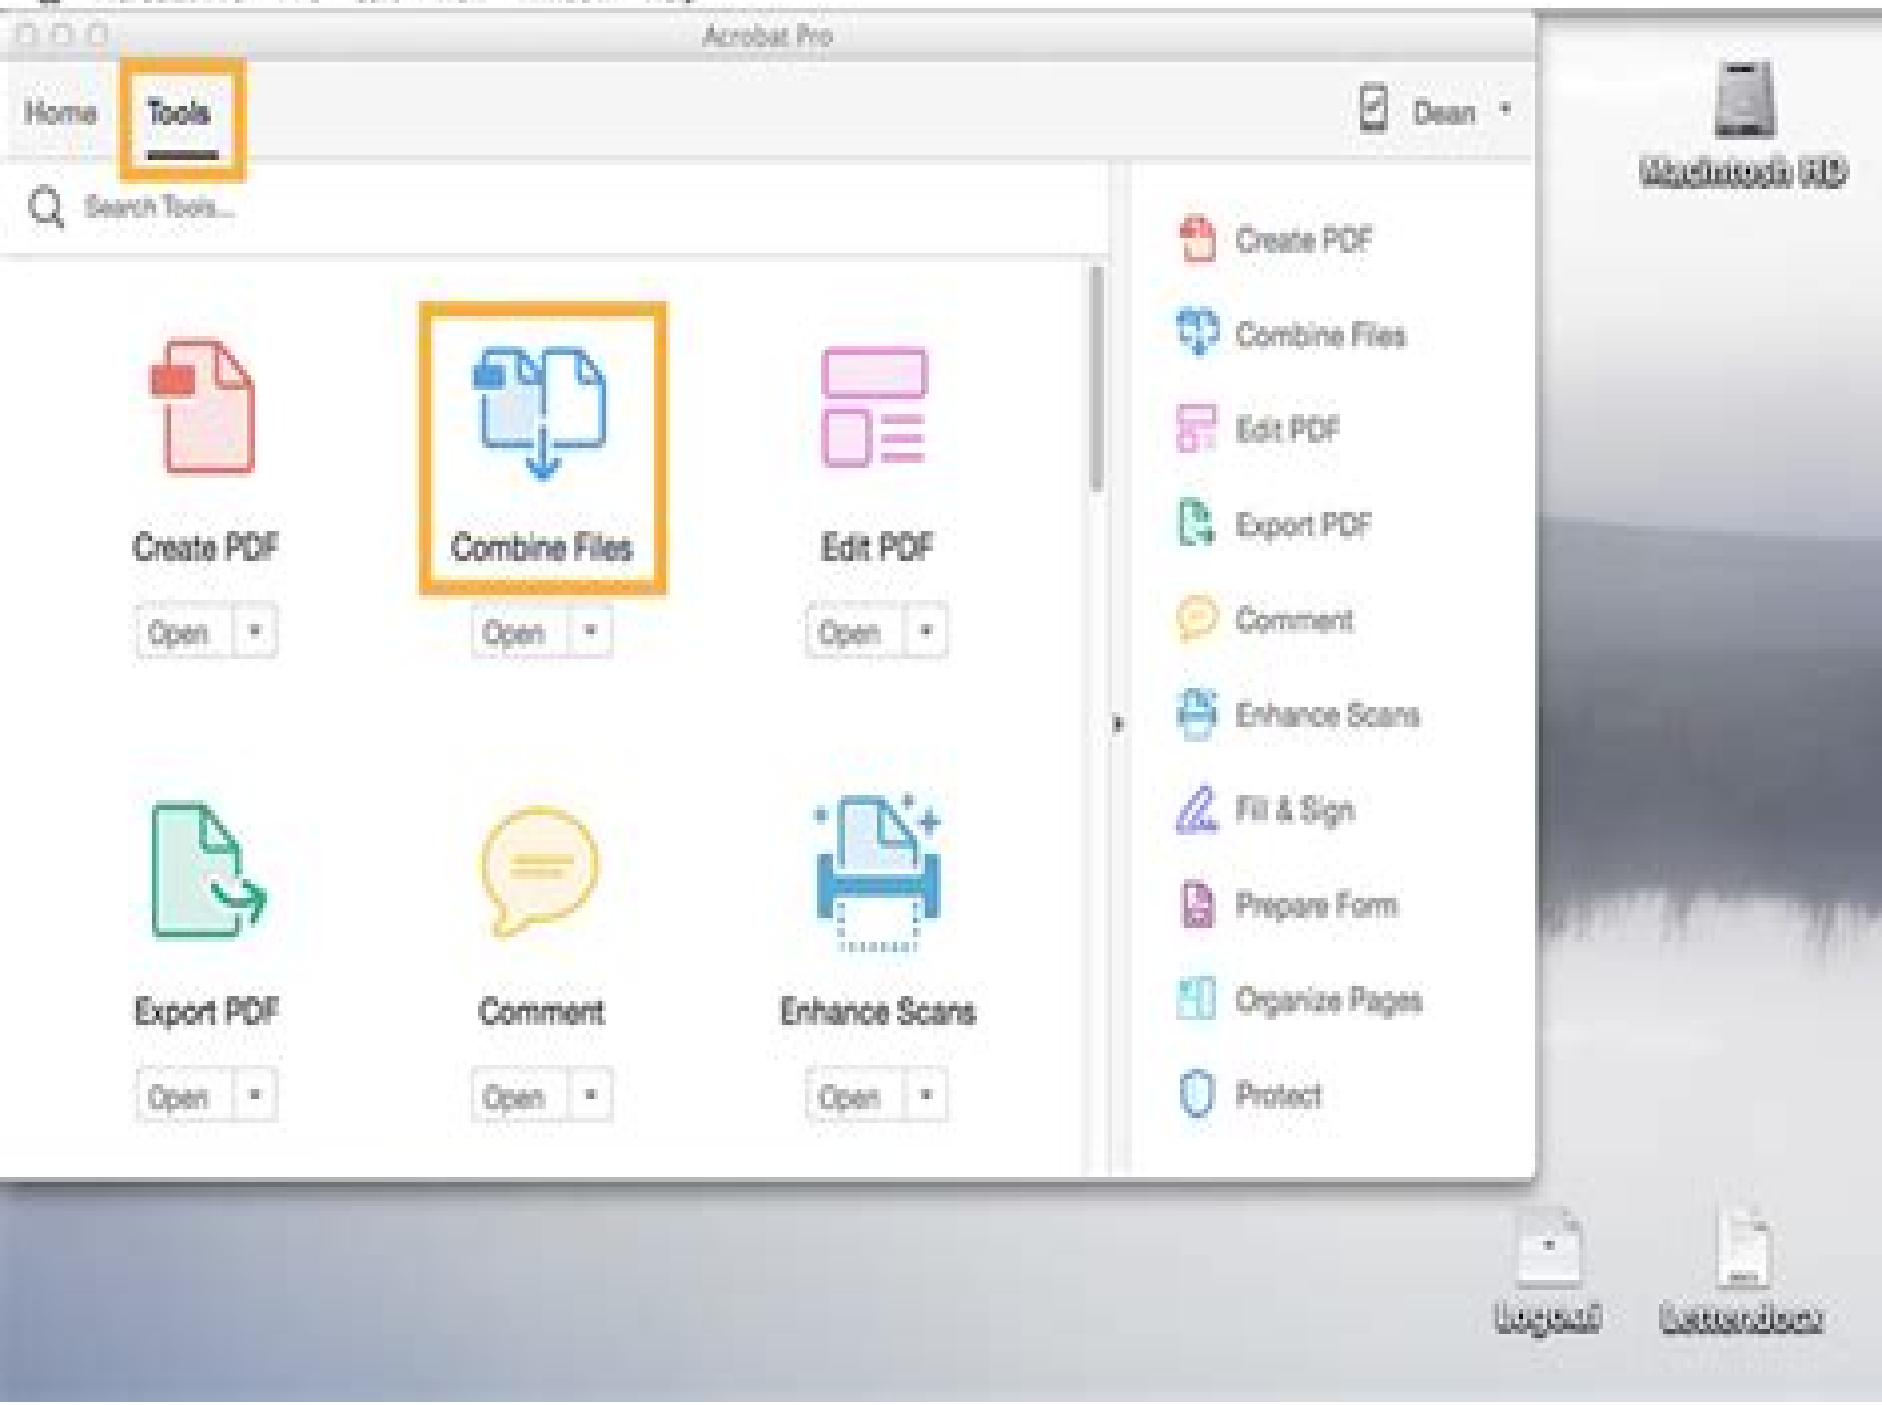 Acrobat Pro
Home Tools Dean
Search Tools...
Create PDF Combine Files Edit PDF
Open Open Open
Export PDF Comment Enhance Scans
Open Open Open
Create PDF
Combine Files
Edit PDF
Export PDF
Comment
Enhance Scans
Fill & Sign
Prepare Form
Organize Pages
Protect
Macintosh HD